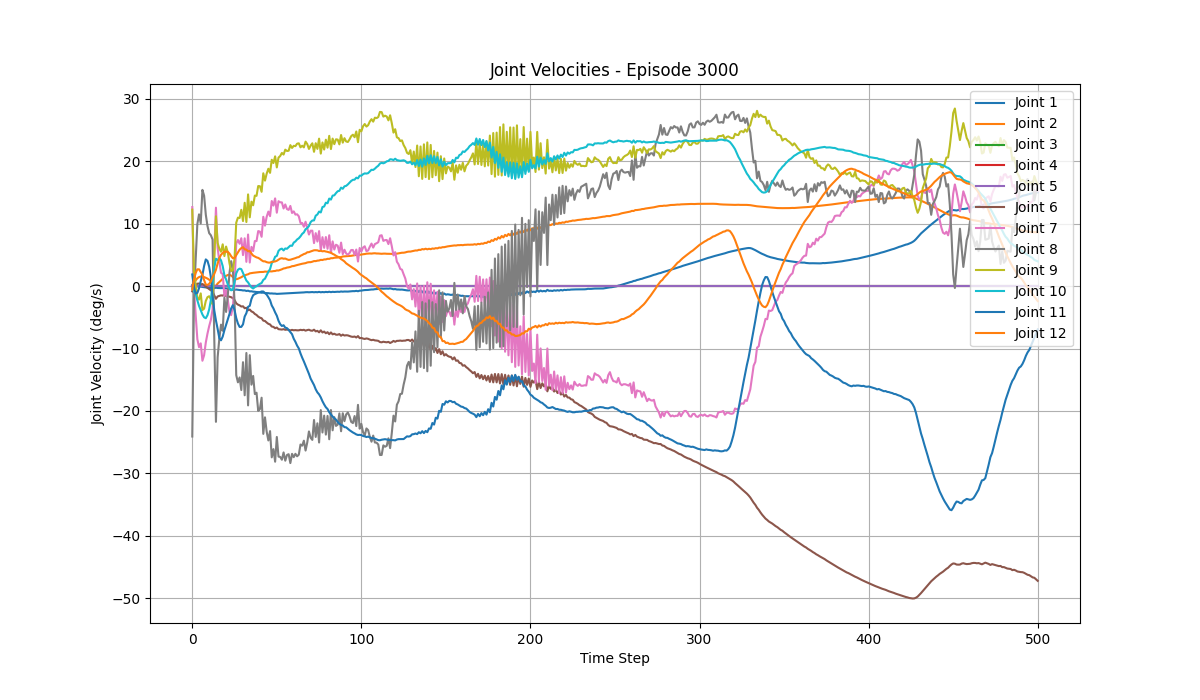 Joint Velocities - Episode 3000
Joint Velocity (deg/s)
30
20
10
0
−10
−20
−30
−40
−50
Joint 1
Joint 2
Joint 3
Joint 4
Joint 5
Joint 6
Joint 7
Joint 8
Joint 9
Joint 10
Joint 11
Joint 12
0
100
200
300
400
500
Time Step